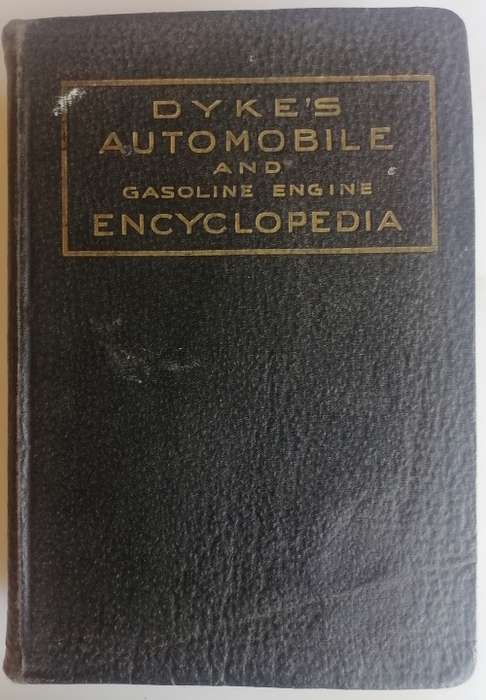 DYKE'S
AUTOMOBILE
AND
GASOLINE ENGINE
ENCYCLOPEDIA